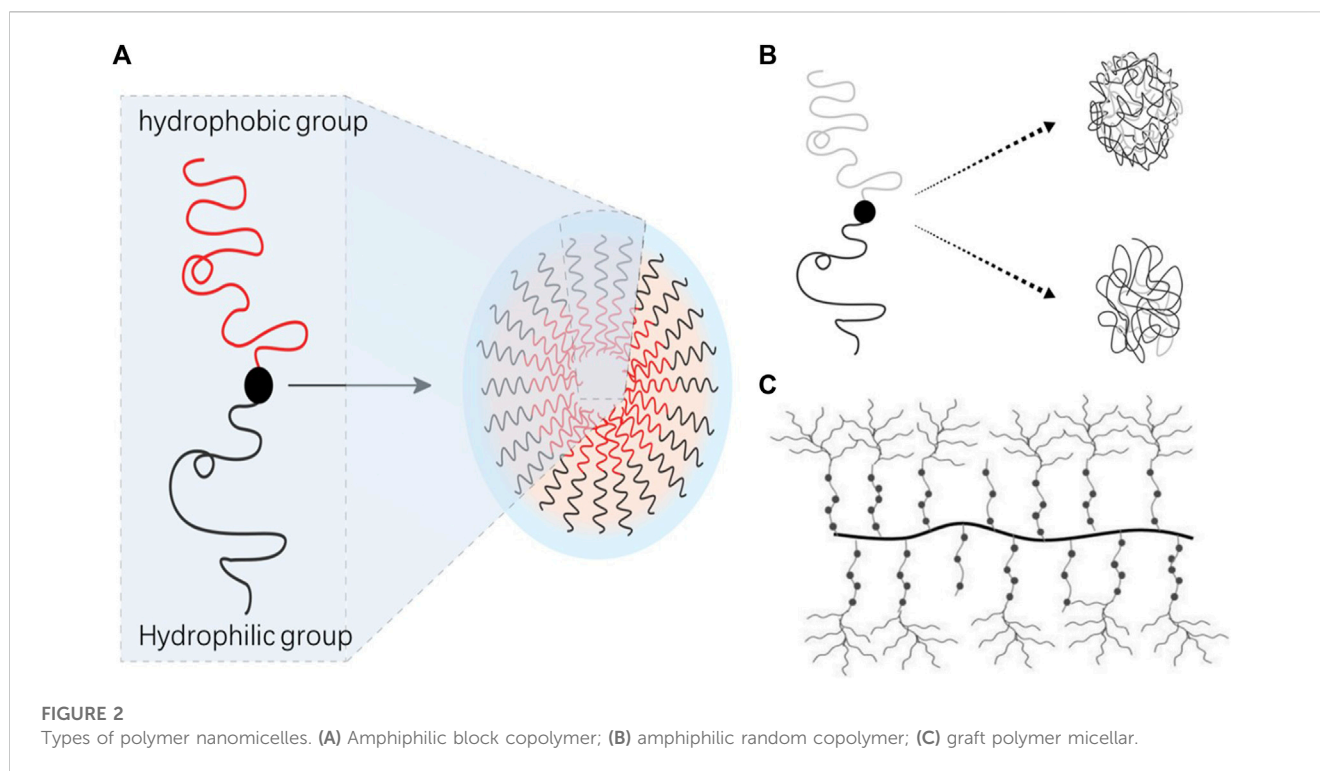 A
hydrophobic group
Hydrophilic group
B
C
FIGURE 2
Types of polymer nanomicelles. (A) Amphiphilic block copolymer; (B) amphiphilic random copolymer; (C) graft polymer micellar.